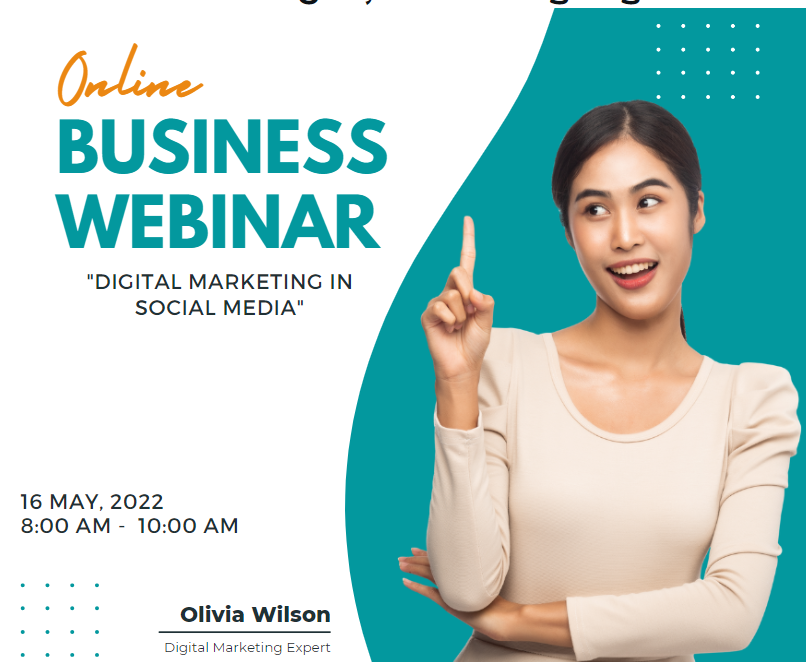 Online
BUSINESS
WEBINAR
"DIGITAL MARKETING IN
SOCIAL MEDIA"
16 MAY, 2022
8:00 AM - 10:00 AM
Olivia Wilson
Digital Marketing Expert